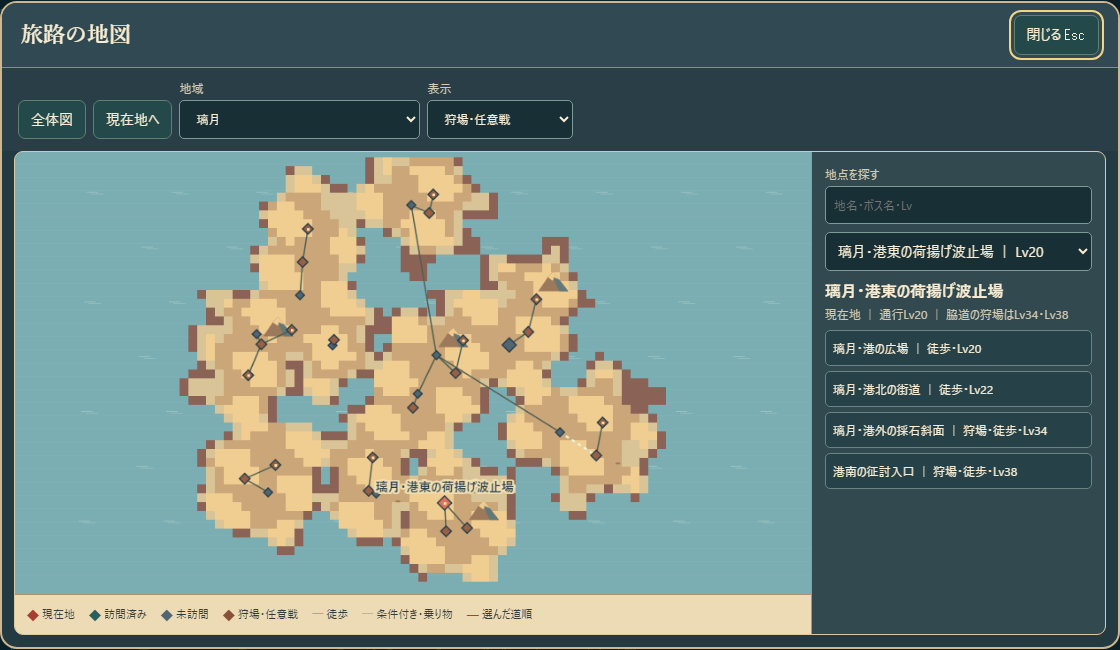 旅路の地図
閉じる Esc
地域
表示
全体図
現在地へ
璃月
狩場・任意戦
地点を探す
地名・ボス名・Lv
璃月・港東の荷揚げ波止場 ｜ Lv20
璃月・港東の荷揚げ波止場
現在地 ｜ 通行Lv20 ｜ 脇道の狩場はLv34・Lv38
璃月・港の広場 ｜ 徒歩・Lv20
璃月・港北の街道 ｜ 徒歩・Lv22
璃月・港外の採石斜面 ｜ 狩場・徒歩・Lv34
港南の征討入口 ｜ 狩場・徒歩・Lv38
璃月・港東の荷揚げ波止場
現在地
訪問済み
未訪問
狩場・任意戦
徒歩
条件付き・乗り物
選んだ道順